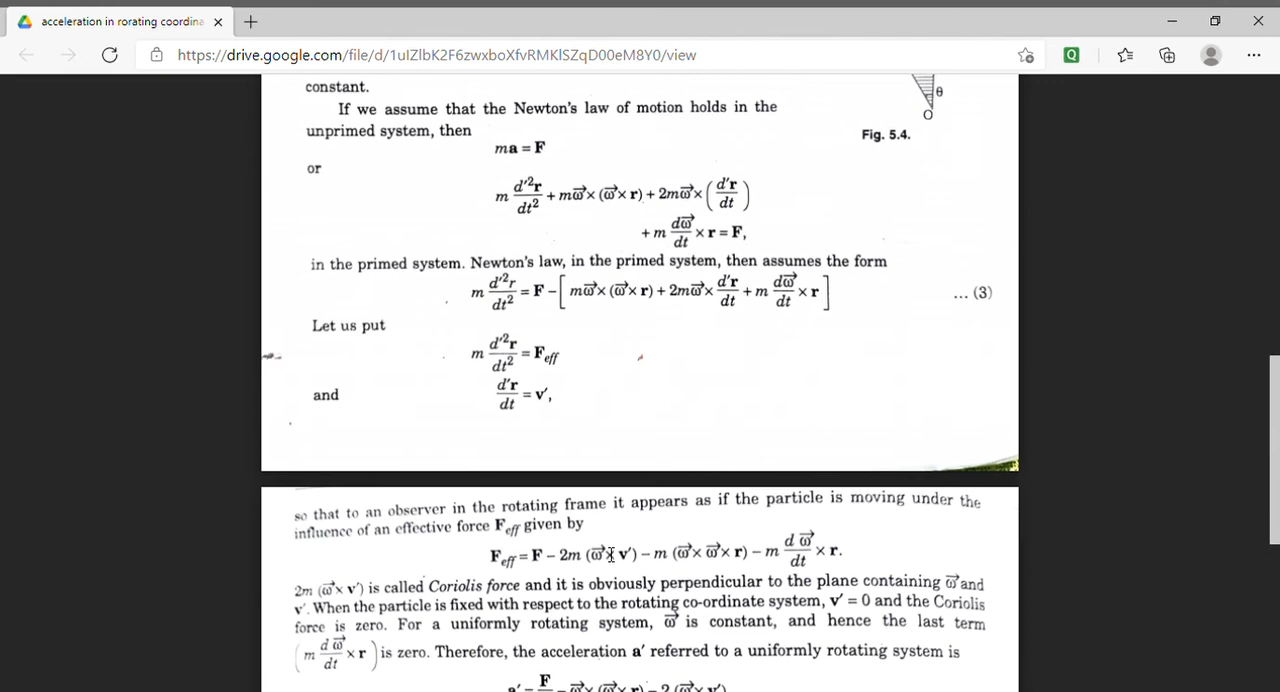 acceleration in rorating coordina
https://drive.google.com/file/d/1uIZlbK2F6zwxboXfvRMKlSZqD00eM8Y0/view
constant.
If we assume that the Newton's law of motion holds in the
unprimed system, then
θ
O
Fig. 5.4.
ma = F
or
m d′²r/dt² + mω⃗ × (ω⃗ × r) + 2mω⃗ × (d′r/dt)
+ m dω⃗/dt × r = F,
in the primed system. Newton's law, in the primed system, then assumes the form
m d′²r/dt² = F − [ mω⃗ × (ω⃗ × r) + 2mω⃗ × d′r/dt + m dω⃗/dt × r ] ... (3)
Let us put
m d′²r/dt² = Feff
and d′r/dt = v′,
so that to an observer in the rotating frame it appears as if the particle is moving under the
influence of an effective force Feff given by
Feff = F − 2m (ω⃗ × v′) − m (ω⃗ × ω⃗ × r) − m d ω⃗/dt × r.
2m (ω⃗ × v′) is called Coriolis force and it is obviously perpendicular to the plane containing ω⃗ and
v′. When the particle is fixed with respect to the rotating co-ordinate system, v′ = 0 and the Coriolis
force is zero. For a uniformly rotating system, ω⃗ is constant, and hence the last term
( m d ω⃗/dt × r ) is zero. Therefore, the acceleration a′ referred to a uniformly rotating system is